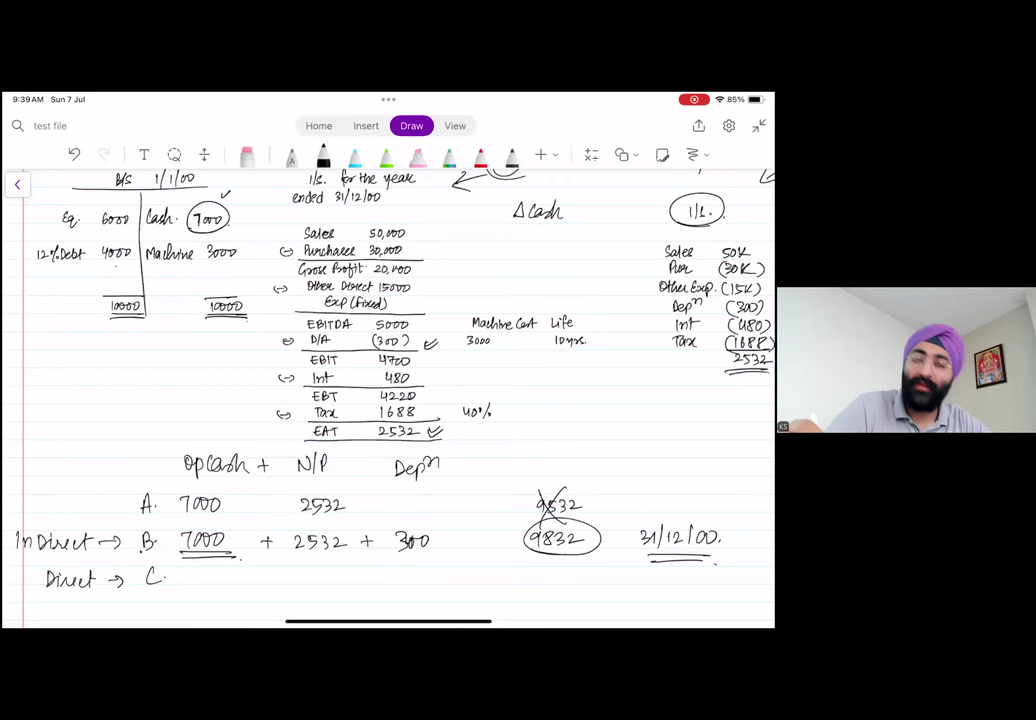 9:39 AM Sun 7 Jul
85%
test file
Home Insert Draw View
B/S 1/1/00
Eq. 6000 Cash. 7000
12% Debt 4000 Machine 3000
10000 10000
I/S. for the year
ended 31/12/00
Sales 50,000
(-) Purchases 30,000
Gross Profit 20,000
(-) Other Direct 15000
Exp (Fixed)
EBITDA 5000
(-) D/A (300)
EBIT 4700
(-) Int 480
EBT 4220
(-) Tax 1688 40%
EAT 2532
Machine Cost Life
3000 10 yrs.
Δ Cash
I/S.
Sales 50K
Pur (30K)
Other Exp. (15K)
Depⁿ (300)
Int (480)
Tax (1688)
2532
Op Cash + N/P Depⁿ
A. 7000 2532 9532
InDirect → B. 7000 + 2532 + 300 9832 31/12/00.
Direct → C.
KS